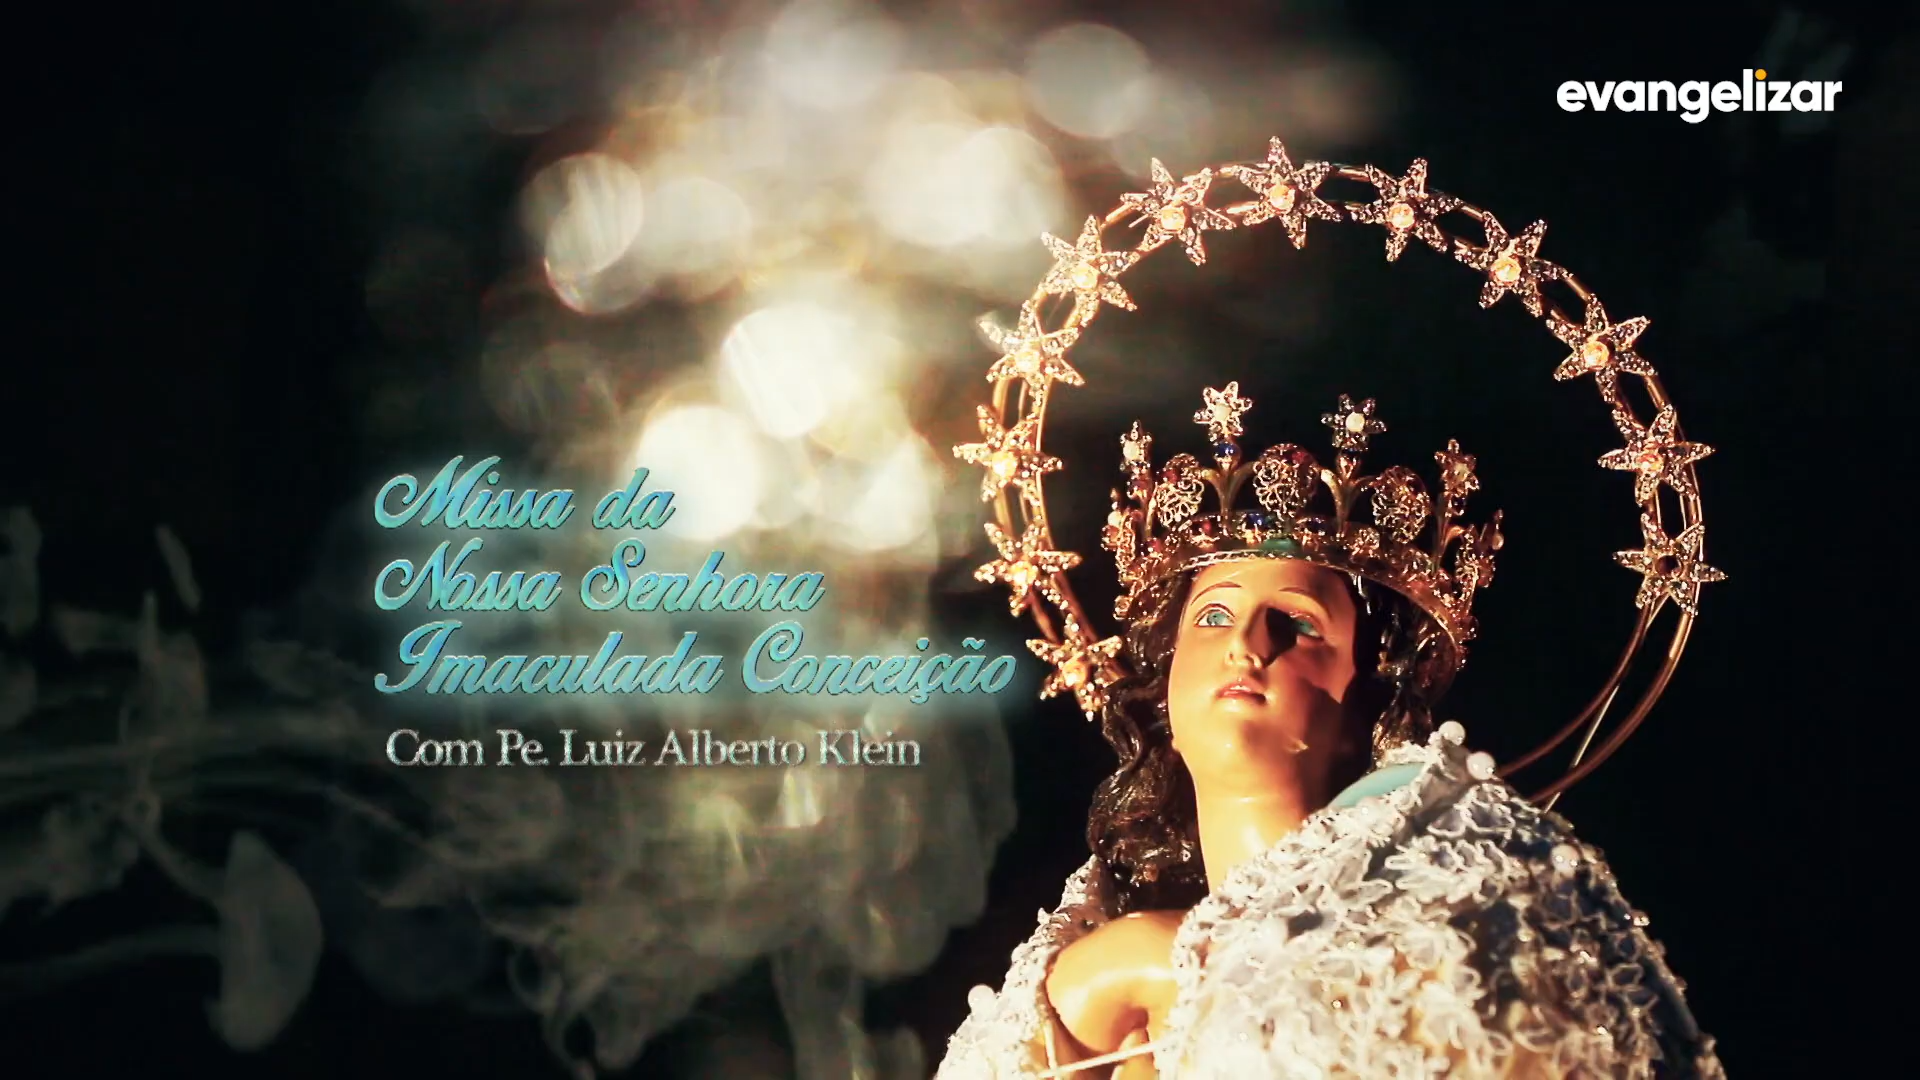 evangelizar
Missa da
Nossa Senhora
Imaculada Conceição
Com Pe. Luiz Alberto Klein